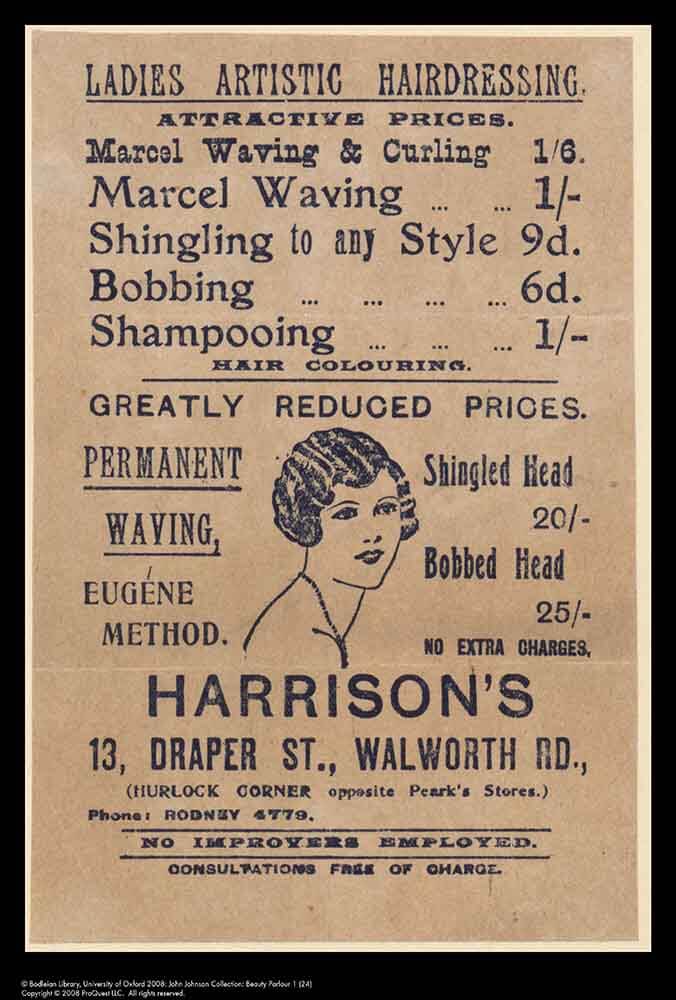 LADIES ARTISTIC HAIRDRESSING.
ATTRACTIVE PRICES.
Marcel Waving & Curling 1/6.
Marcel Waving ... ... 1/-
Shingling to any Style 9d.
Bobbing ... ... ... ... 6d.
Shampooing ... ... ... 1/-
HAIR COLOURING.
GREATLY REDUCED PRICES.
PERMANENT
WAVING,
EUGÉNE
METHOD.
Shingled Head
20/-
Bobbed Head
25/-
NO EXTRA CHARGES,
HARRISON'S
13, DRAPER ST., WALWORTH RD.,
(HURLOCK CORNER opposite Peark's Stores.)
Phone: RODNEY 4779.
NO IMPROVERS EMPLOYED.
CONSULTATIONS FREE OF CHARGE.
© Bodleian Library, University of Oxford 2008: John Johnson Collection: Beauty Parlour 1 (24)
Copyright © 2008 ProQuest LLC. All rights reserved.